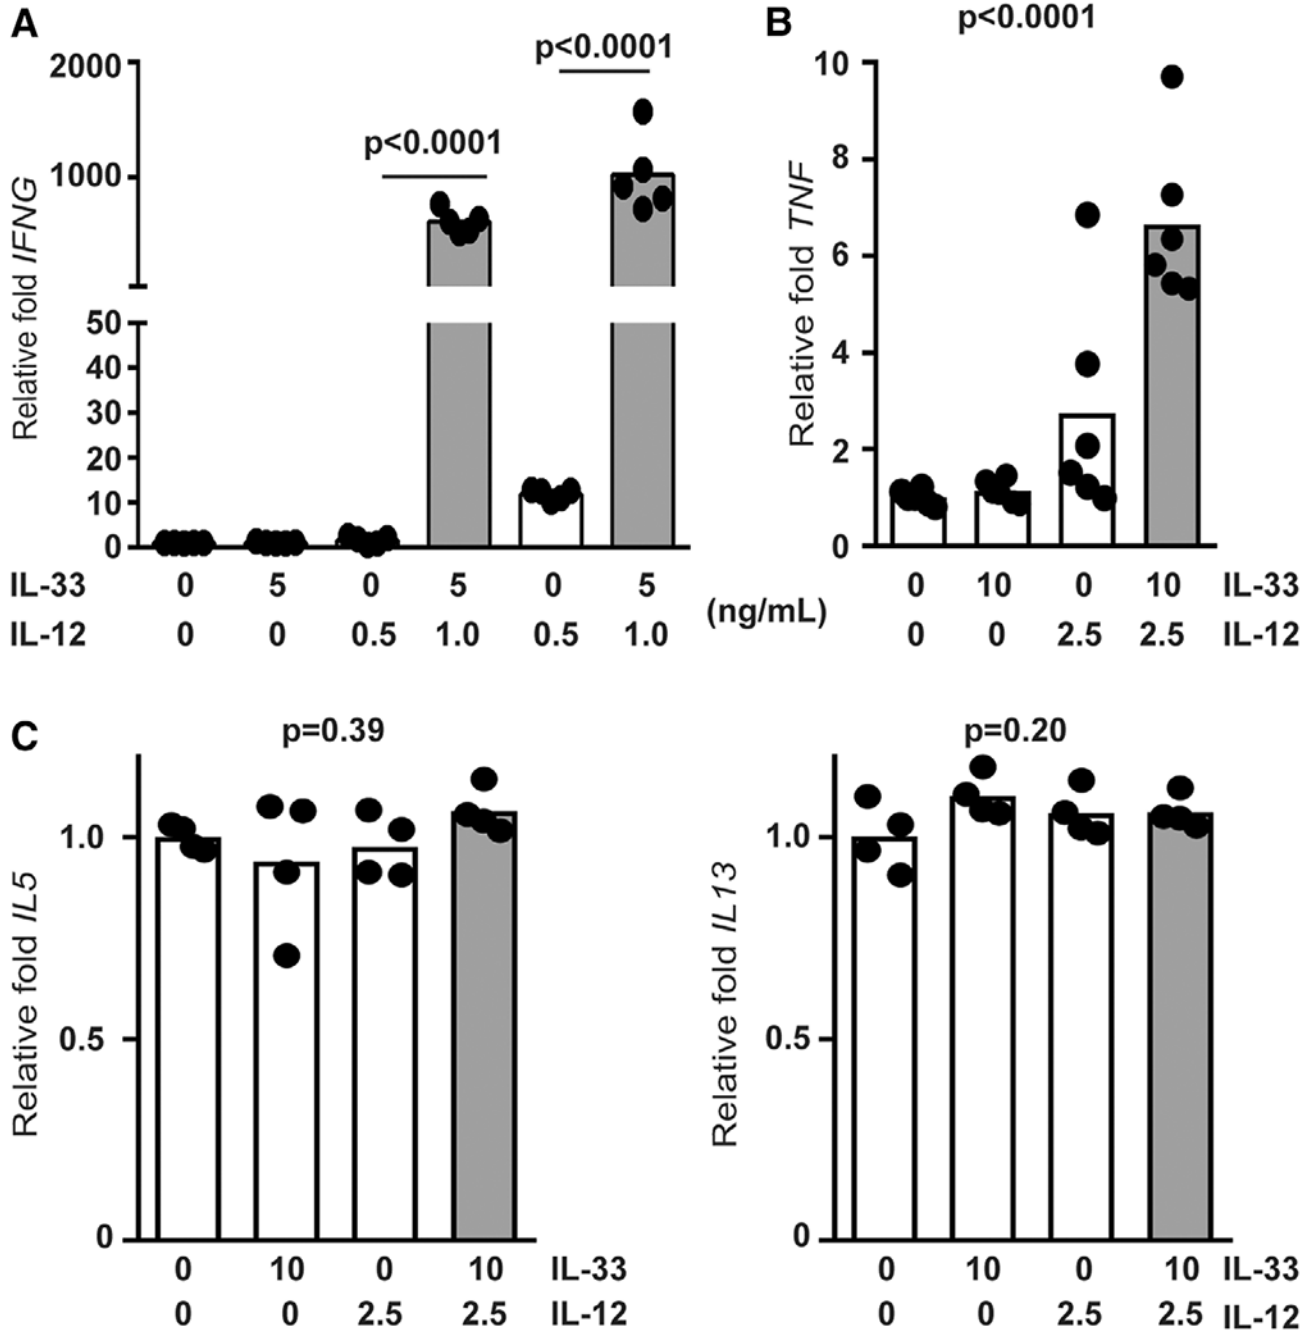 A
p<0.0001
p<0.0001
2000
1000
50
40
30
20
10
0
Relative fold IFNG
IL-33 0 5 0 5 0 5
IL-12 0 0 0.5 1.0 0.5 1.0
(ng/mL)
B
p<0.0001
10
8
6
4
2
0
Relative fold TNF
0 10 0 10 IL-33
0 0 2.5 2.5 IL-12
C
p=0.39
1.0
0.5
0
Relative fold IL5
0 10 0 10 IL-33
0 0 2.5 2.5 IL-12
p=0.20
1.0
0.5
0
Relative fold IL13
0 10 0 10 IL-33
0 0 2.5 2.5 IL-12